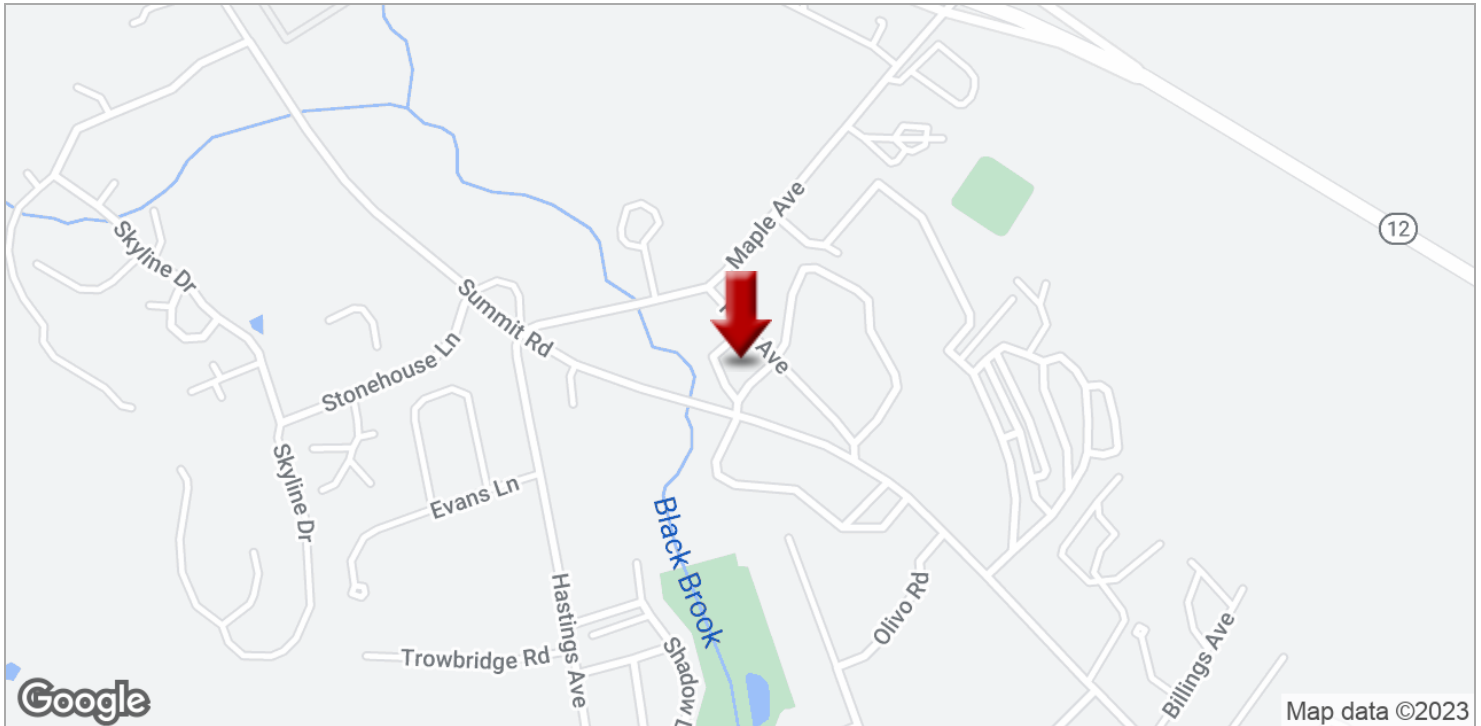 Maple Ave
12
Skyline Dr
Summit Rd
Ave
Stonehouse Ln
Skyline Dr
Evans Ln
Black Brook
Hastings Ave
Olivo Rd
Trowbridge Rd
Shadow
Billings Ave
Google
Map data ©2023